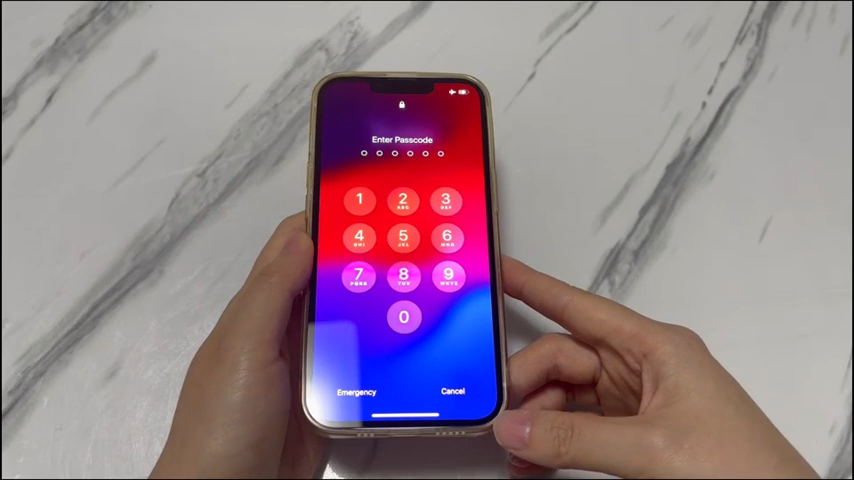 Enter Passcode
1 2 3
ABC DEF
4 5 6
GHI JKL MNO
7 8 9
PQRS TUV WXYZ
0
Emergency Cancel